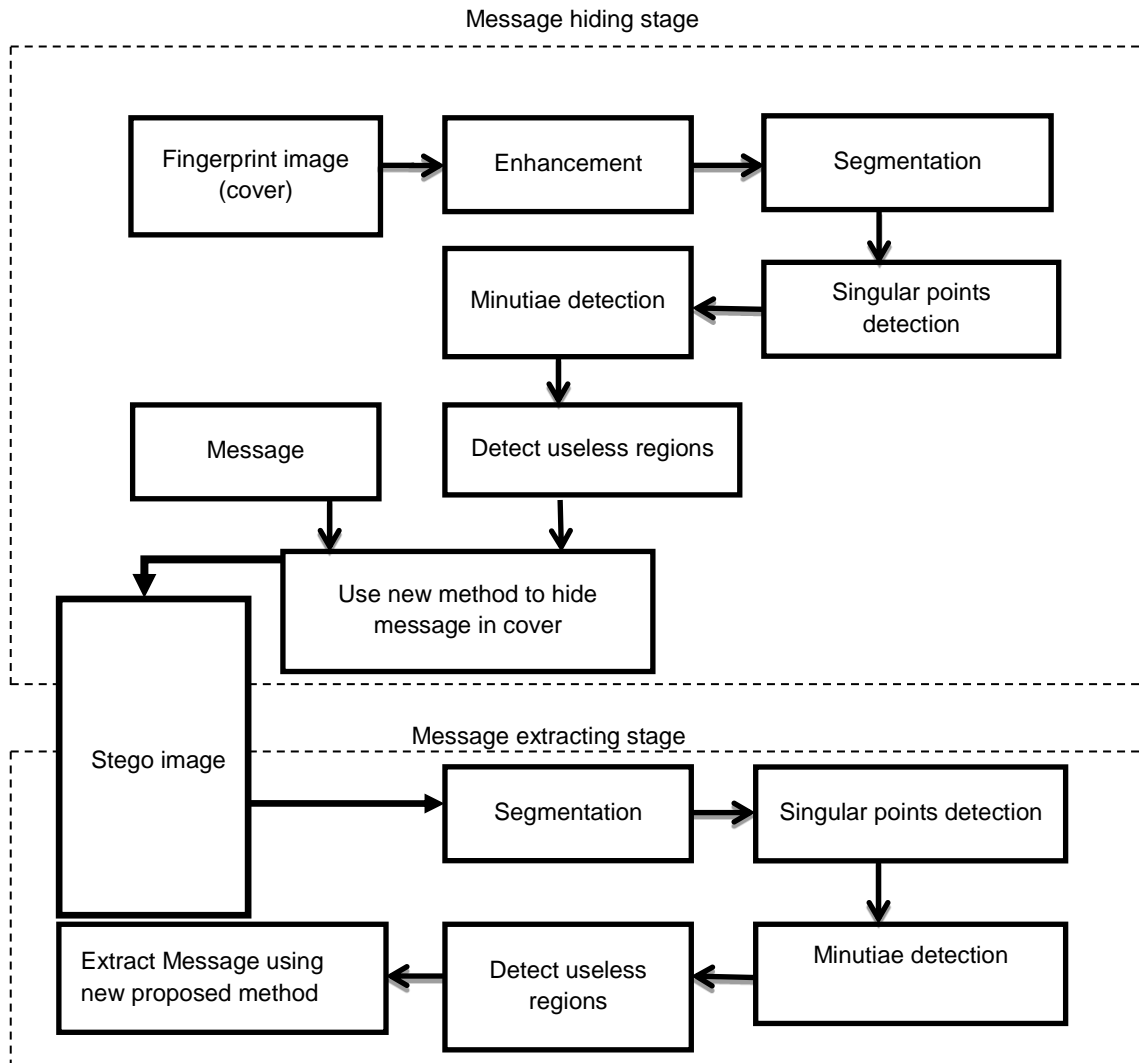 Message hiding stage
Fingerprint image
(cover)
Enhancement
Segmentation
Singular points
detection
Minutiae detection
Detect useless regions
Message
Use new method to hide
message in cover
Stego image
Message extracting stage
Segmentation
Singular points detection
Minutiae detection
Detect useless
regions
Extract Message using
new proposed method